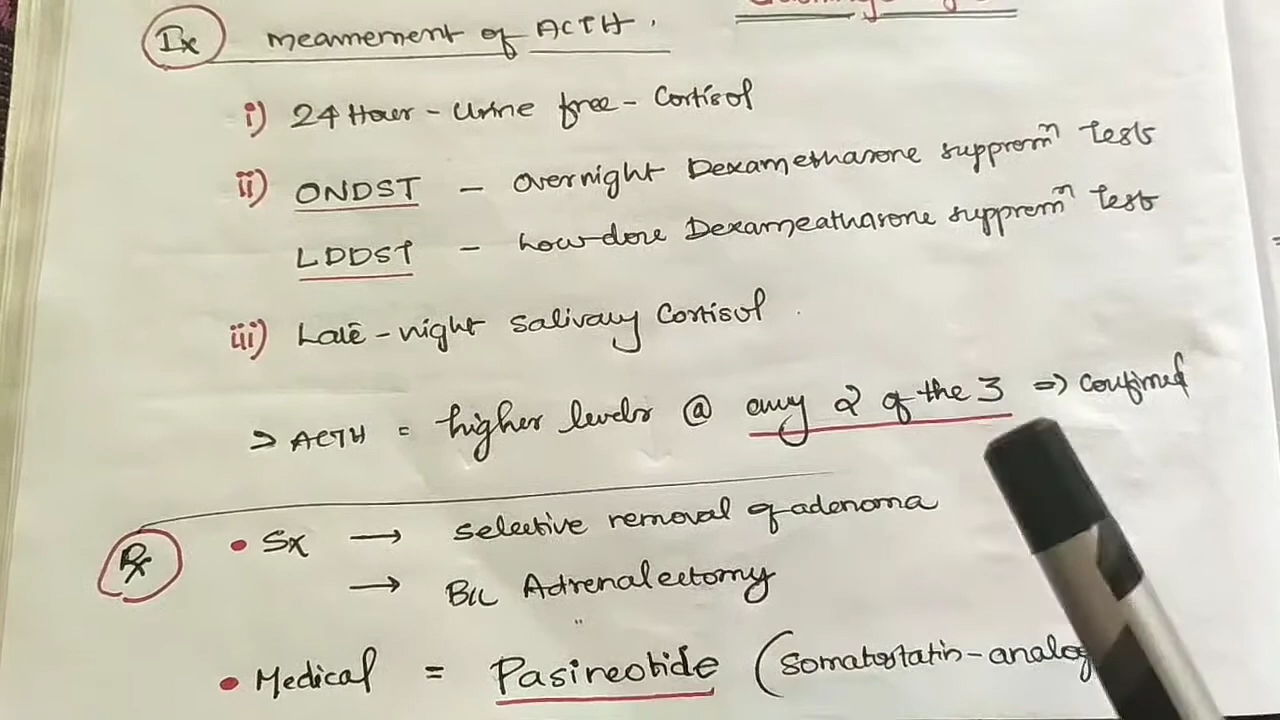 Ix measurement of ACTH.
i) 24 Hour - Urine free - Cortisol
ii) ONDST - Overnight Dexamethasone suppressn tests
LDDST - Low-dose Dexameathasone suppressn test
iii) Late-night salivary Cortisol.
> ACTH = higher levels @ any 2 of the 3 => confirmed
Rx • Sx → selective removal of adenoma
→ B/L Adrenalectomy
• Medical = Pasireotide (somatostatin-analog